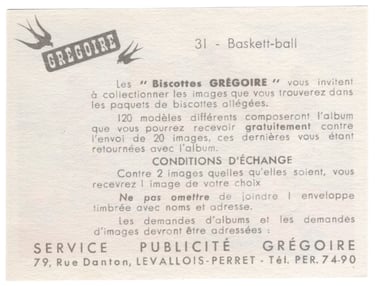 GRÉGOIRE
31 - Baskett-ball
Les " Biscottes GRÉGOIRE " vous invitent
à collectionner les images que vous trouverez dans
les paquets de biscottes allégées.
120 modèles différents composeront l'album
que vous pourrez recevoir gratuitement contre
l'envoi de 20 images, ces dernières vous étant
retournées avec l'album.
CONDITIONS D'ÉCHANGE
Contre 2 images quelles qu'elles soient, vous
recevrez 1 image de votre choix
Ne pas omettre de joindre 1 enveloppe
timbrée avec noms et adresse.
Les demandes d'albums et les demandes
d'images devront être adressées :
SERVICE PUBLICITÉ GRÉGOIRE
79, Rue Danton, LEVALLOIS-PERRET - Tél. PER. 74-90